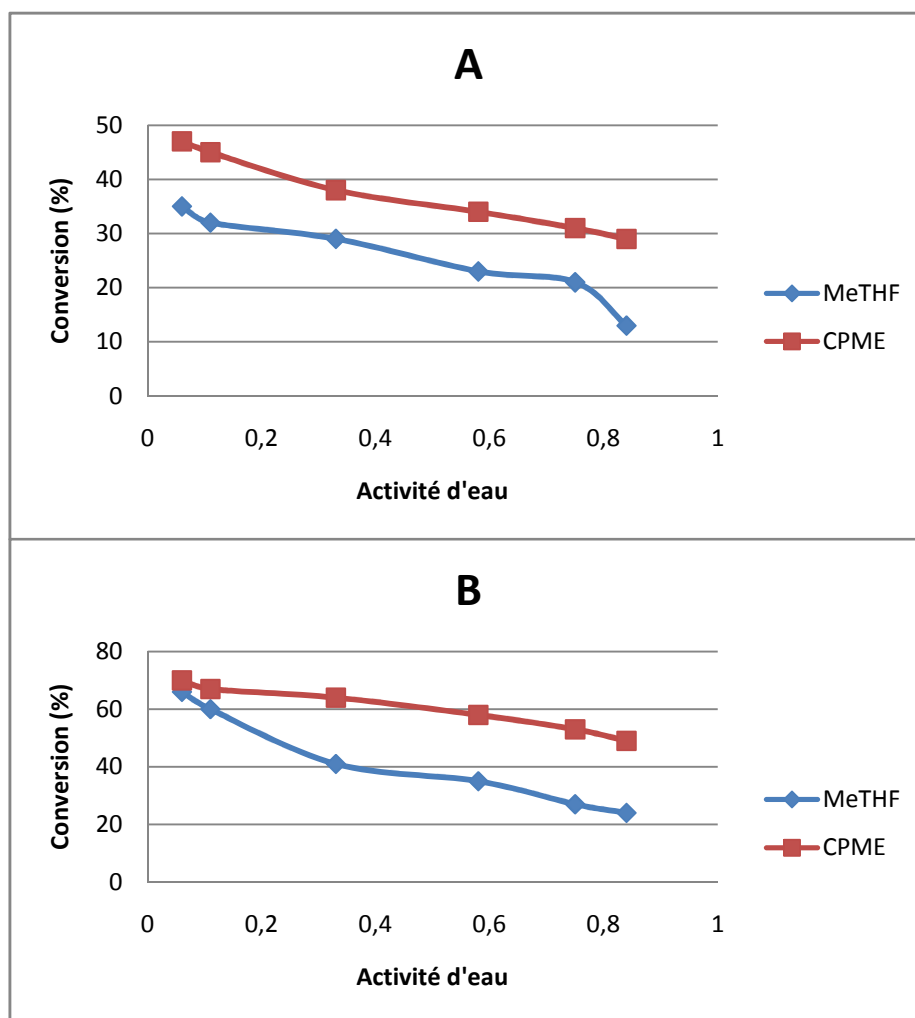 A
50
40
30
20
10
0
Conversion (%)
0 0,2 0,4 0,6 0,8 1
Activité d'eau
MeTHF
CPME
B
80
60
40
20
0
Conversion (%)
0 0,2 0,4 0,6 0,8 1
Activité d'eau
MeTHF
CPME